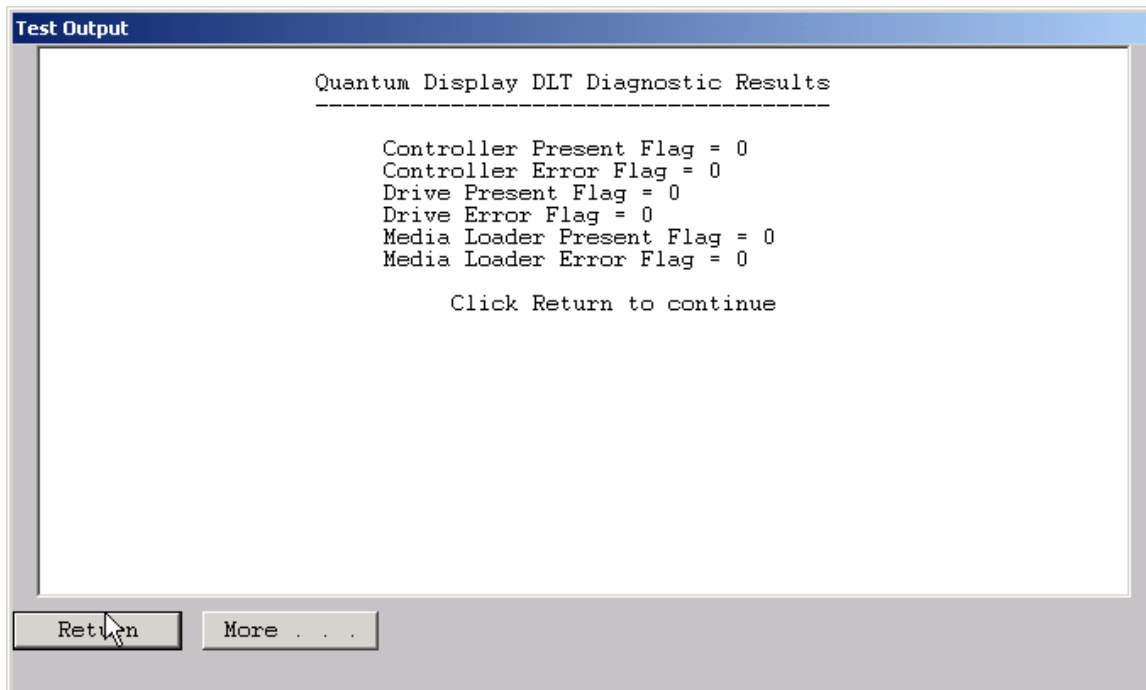 Test Output
Quantum Display DLT Diagnostic Results
--------------------------------------
Controller Present Flag = 0
Controller Error Flag = 0
Drive Present Flag = 0
Drive Error Flag = 0
Media Loader Present Flag = 0
Media Loader Error Flag = 0
Click Return to continue
Return
More . . .